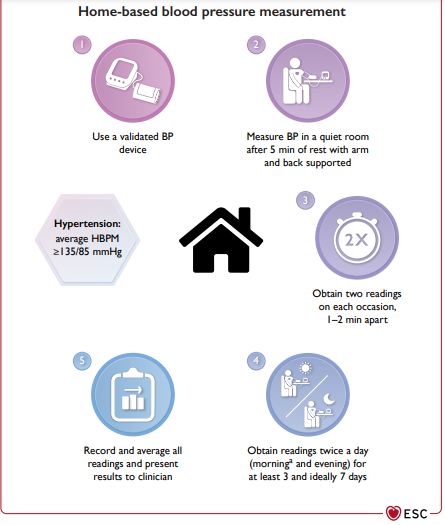 Home-based blood pressure measurement
1
Use a validated BP
device
2
Measure BP in a quiet room
after 5 min of rest with arm
and back supported
3
2X
Obtain two readings
on each occasion,
1–2 min apart
Hypertension:
average HBPM
≥135/85 mmHg
4
Obtain readings twice a day
(morningª and evening) for
at least 3 and ideally 7 days
5
Record and average all
readings and present
results to clinician
ESC